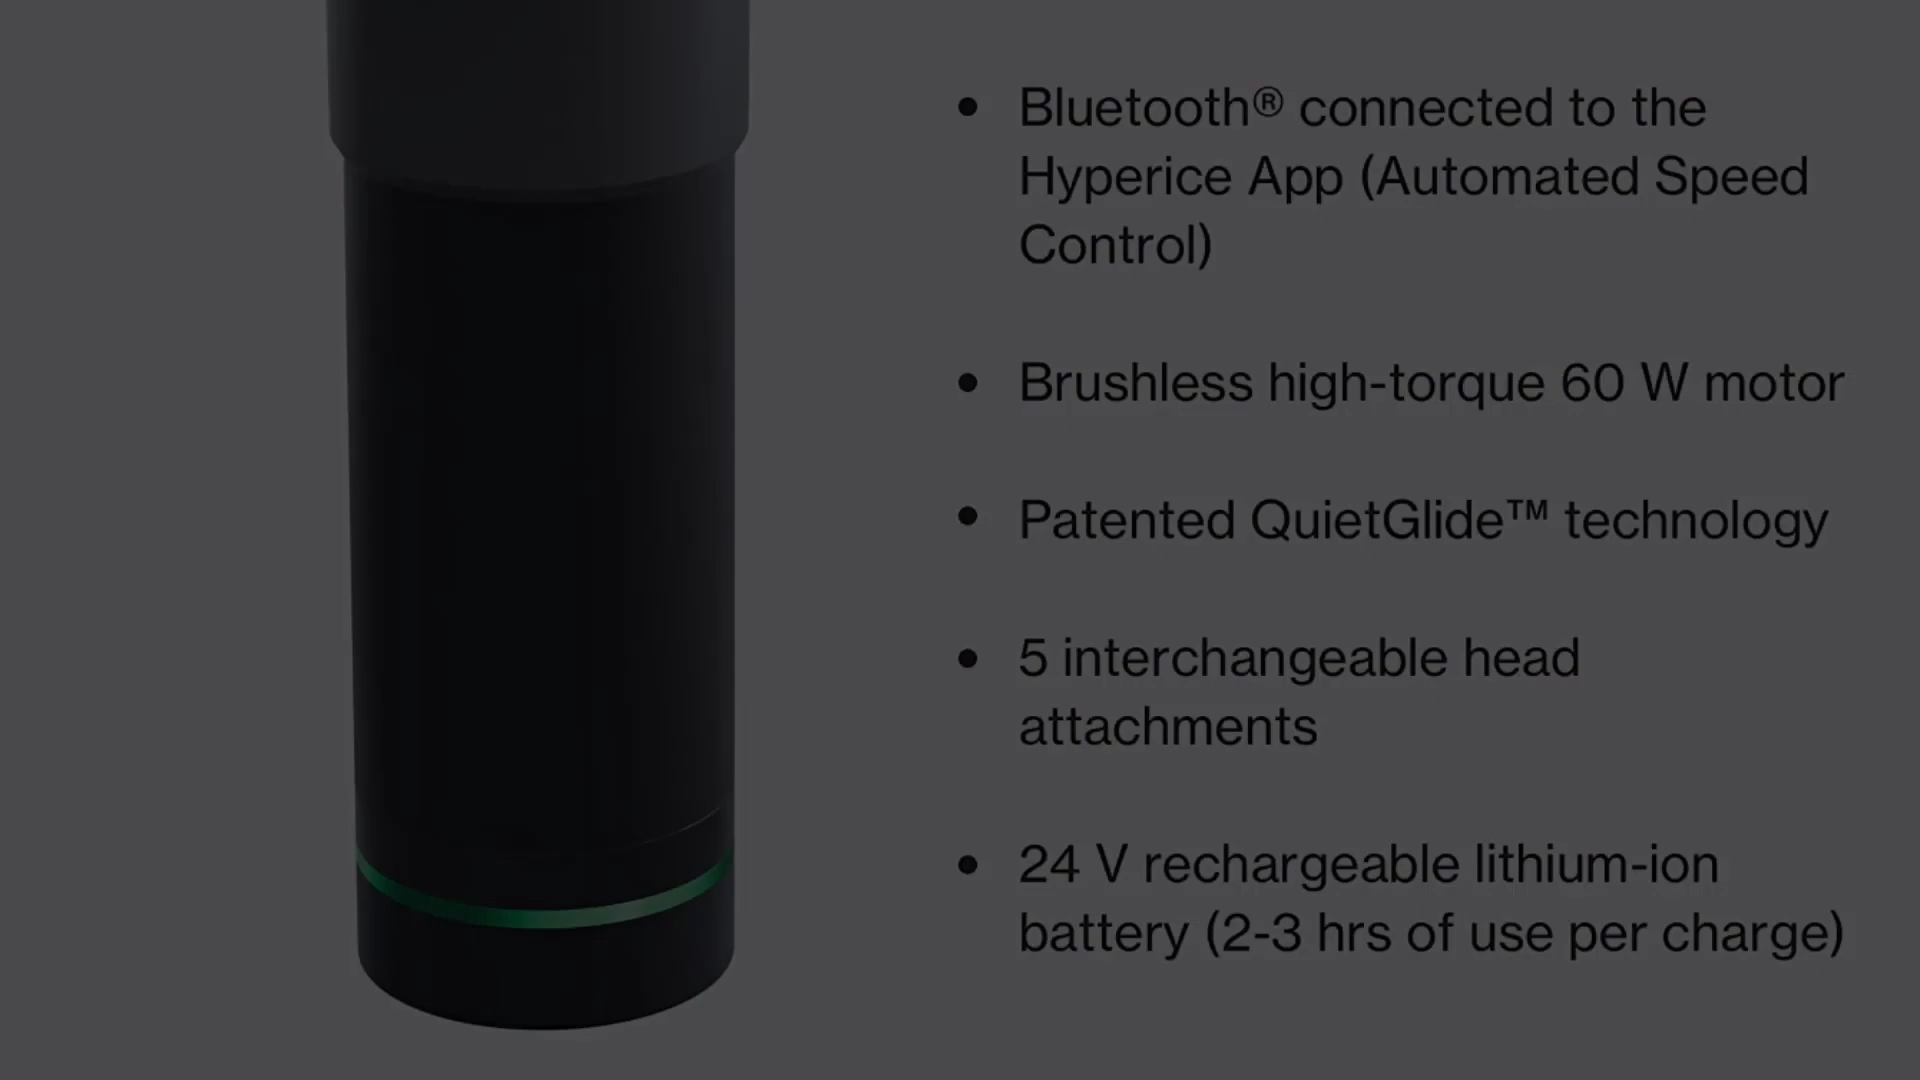 • Bluetooth® connected to the
Hyperice App (Automated Speed
Control)
• Brushless high-torque 60 W motor
• Patented QuietGlide™ technology
• 5 interchangeable head
attachments
• 24 V rechargeable lithium-ion
battery (2-3 hrs of use per charge)